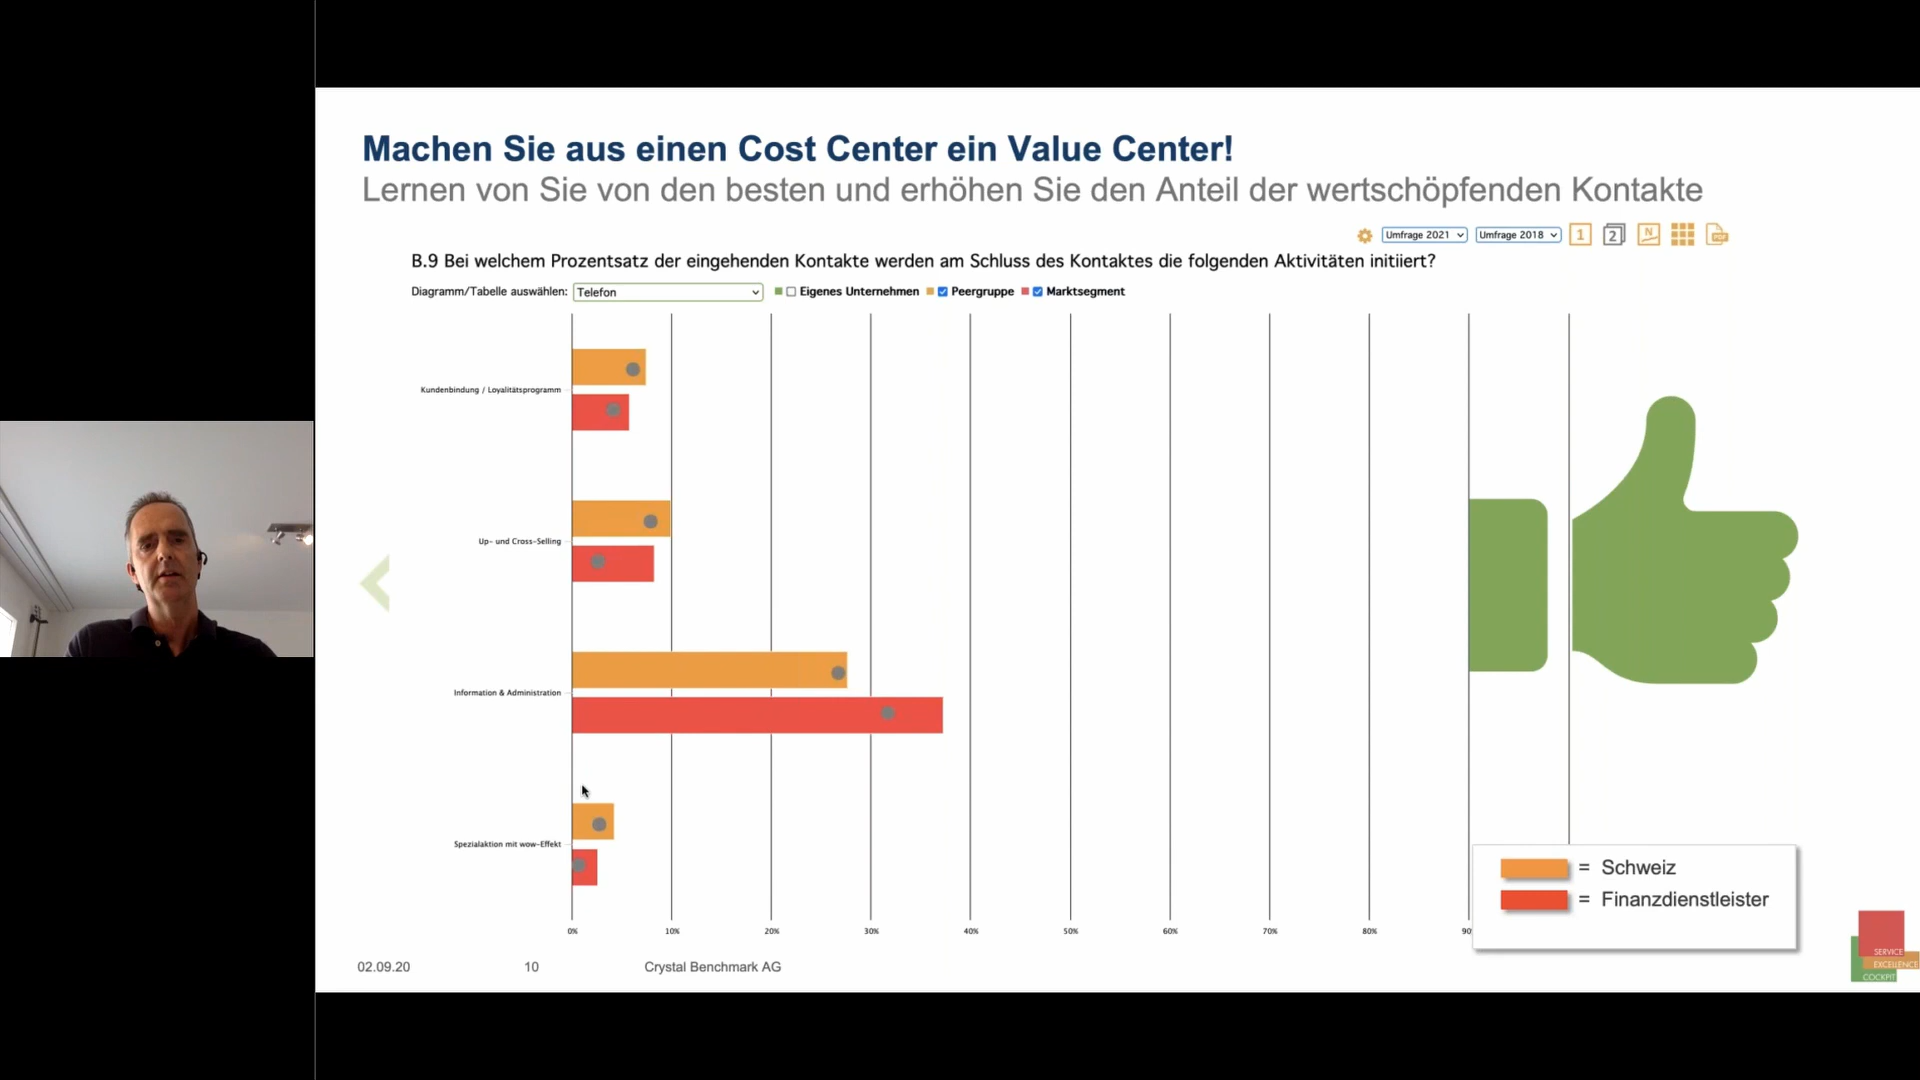 Machen Sie aus einen Cost Center ein Value Center!
Lernen von Sie von den besten und erhöhen Sie den Anteil der wertschöpfenden Kontakte
Umfrage 2021 Umfrage 2018 1 2 N PDF
B.9 Bei welchem Prozentsatz der eingehenden Kontakte werden am Schluss des Kontaktes die folgenden Aktivitäten initiiert?
Diagramm/Tabelle auswählen: Telefon Eigenes Unternehmen Peergruppe Marktsegment
Kundenbindung / Loyalitätsprogramm
Up- und Cross-Selling
Information & Administration
Spezialaktion mit wow-Effekt
0% 10% 20% 30% 40% 50% 60% 70% 80% 90
= Schweiz
= Finanzdienstleister
02.09.20 10 Crystal Benchmark AG
SERVICE
EXCELLENCE
COCKPIT